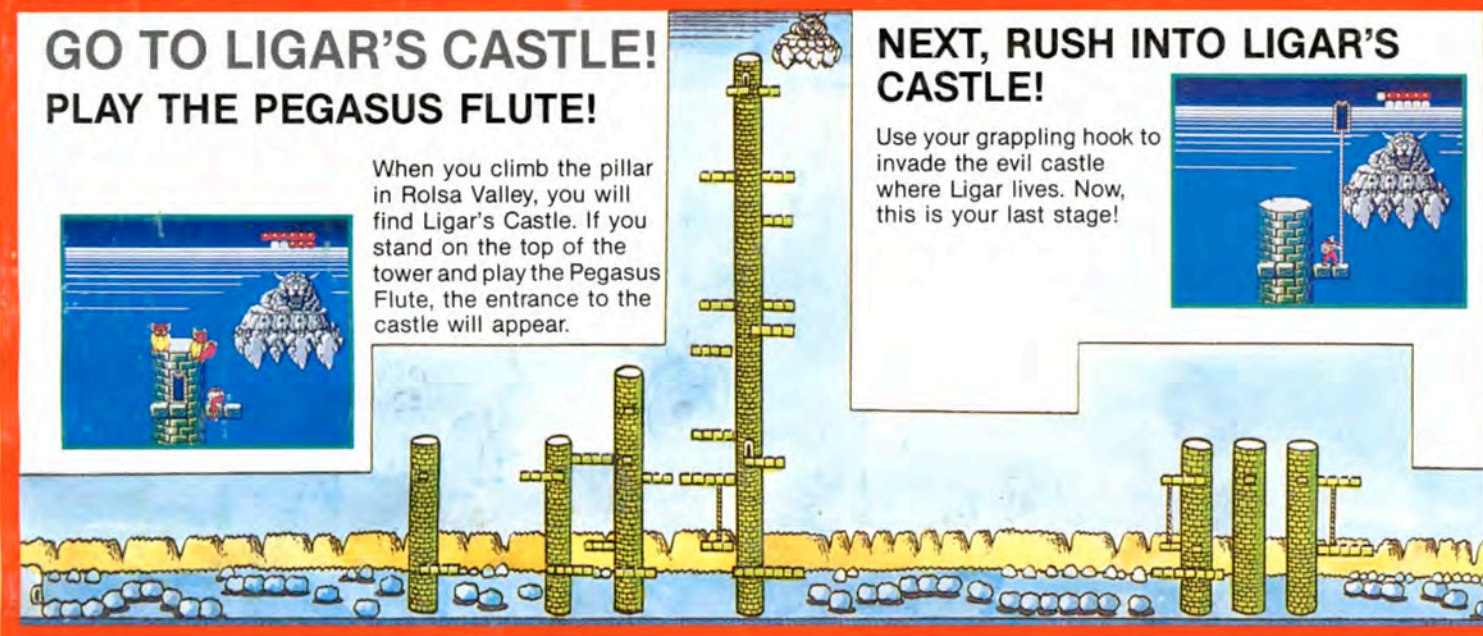 GO TO LIGAR'S CASTLE!
PLAY THE PEGASUS FLUTE!
When you climb the pillar
in Rolsa Valley, you will
find Ligar's Castle. If you
stand on the top of the
tower and play the Pegasus
Flute, the entrance to the
castle will appear.
NEXT, RUSH INTO LIGAR'S
CASTLE!
Use your grappling hook to
invade the evil castle
where Ligar lives. Now,
this is your last stage!